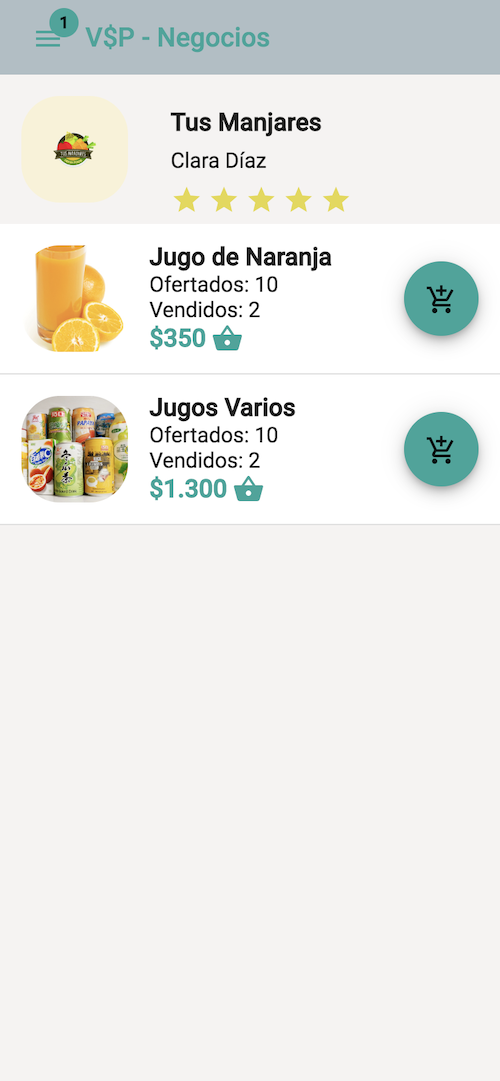 1
V$P - Negocios
TUS MANJARES
Tus Manjares
Clara Díaz
Jugo de Naranja
Ofertados: 10
Vendidos: 2
$350
Jugos Varios
Ofertados: 10
Vendidos: 2
$1.300